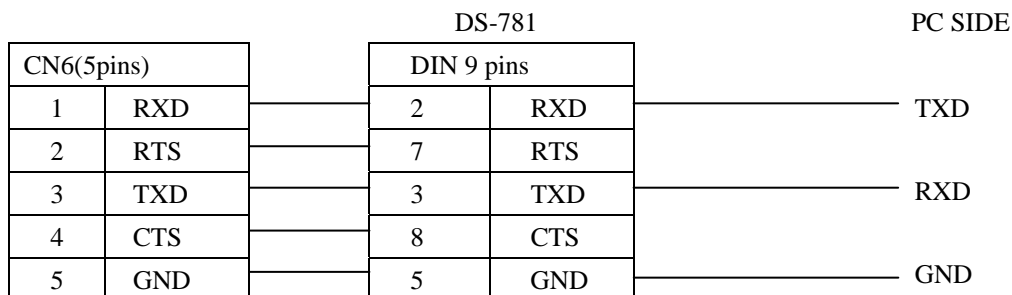 DS-781 PC SIDE
CN6(5pins) DIN 9 pins
1 RXD 2 RXD TXD
2 RTS 7 RTS
3 TXD 3 TXD RXD
4 CTS 8 CTS
5 GND 5 GND GND